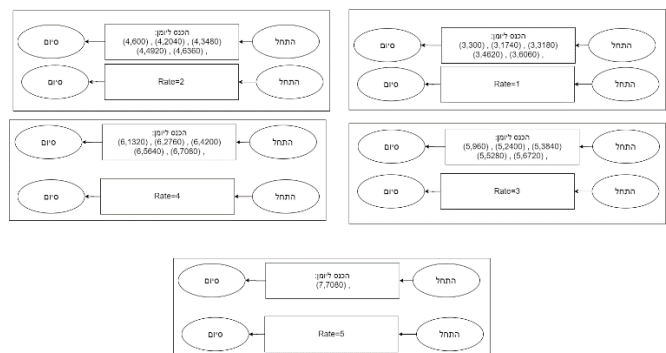 התחל
הכנס ליומן:
(4,600) , (4,2040) , (4,3480)
(4,4920) , (4,6360) ,
סיום
התחל
Rate=2
סיום
התחל
הכנס ליומן:
(3,300) , (3,1740) , (3,3180)
(3,4620) , (3,6060) ,
סיום
התחל
Rate=1
סיום
התחל
הכנס ליומן:
(6,1320) , (6,2760) , (6,4200)
(6,5640) , (6,7080) ,
סיום
התחל
Rate=4
סיום
התחל
הכנס ליומן:
(5,960) , (5,2400) , (5,3840)
(5,5280) , (5,6720) ,
סיום
התחל
Rate=3
סיום
התחל
הכנס ליומן:
(7,7080) ,
סיום
התחל
Rate=5
סיום